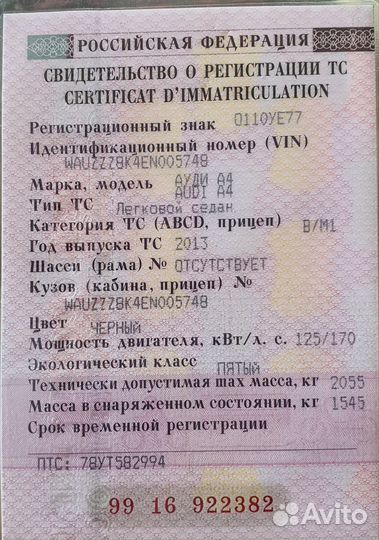 РОССИЙСКАЯ ФЕДЕРАЦИЯ
СВИДЕТЕЛЬСТВО О РЕГИСТРАЦИИ ТС
CERTIFICAT D'IMMATRICULATION
Регистрационный знак О110УЕ77
Идентификационный номер (VIN)
WAUZZZ8K4EN005748
Марка, модель АУДИ А4
AUDI A4
Тип ТС Легковой седан
Категория ТС (ABCD, прицеп) B/M1
Год выпуска ТС 2013
Шасси (рама) № ОТСУТСТВУЕТ
Кузов (кабина, прицеп) №
WAUZZZ8K4EN005748
Цвет ЧЕРНЫЙ
Мощность двигателя, кВт/л. с. 125/170
Экологический класс ПЯТЫЙ
Технически допустимая max масса, кг 2055
Масса в снаряженном состоянии, кг 1545
Срок временной регистрации
ПТС: 78УТ582994
99 16 922382
Avito